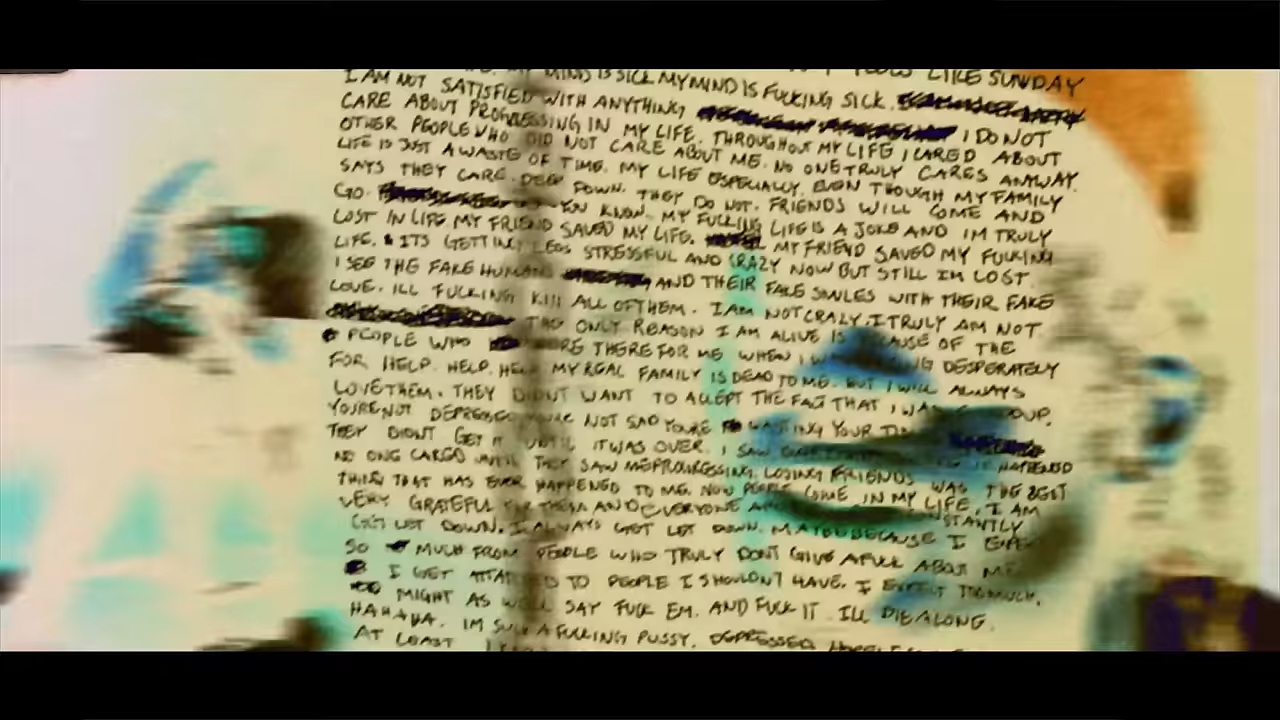 LIKE SUNDAY
I AM NOT SATISFIED WITH ANYTHING MY MIND IS SICK MY MIND IS FUCKING SICK.
CARE ABOUT PROGRESSING IN MY LIFE. THROUGHOUT MY LIFE I CARED ABOUT I DO NOT
OTHER PEOPLE WHO DID NOT CARE ABOUT ME. NO ONE TRULY CARES ANYWAY.
LIFE IS JUST A WASTE OF TIME. MY LIFE ESPECIALLY. EVEN THOUGH MY FAMILY
SAYS THEY CARE. DEEP DOWN. THEY DO NOT. FRIENDS WILL COME AND
GO. YOU KNOW. MY FUCKING LIFE IS A JOKE AND IM TRULY
LOST IN LIFE MY FRIEND SAVED MY LIFE. MY FRIEND SAVED MY FUCKING
LIFE. ITS GETTING LESS STRESSFUL AND CRAZY NOW BUT STILL IM LOST.
I SEE THE FAKE HUMANS AND THEIR FAKE SMILES WITH THEIR FAKE
LOVE. ILL FUCKING KILL ALL OF THEM. I AM NOT CRAZY. I TRULY AM NOT
THE ONLY REASON I AM ALIVE IS OF THE
PEOPLE WHO THERE FOR ME WHEN I DESPERATELY
FOR HELP. HELP. MY REAL FAMILY IS DEAD TO ME. BUT I WILL ALWAYS
LOVE THEM. THEY DIDNT WANT TO ACCEPT THE FACT THAT I
YOURE NOT DEPRESSED YOURE NOT SAD YOURE WASTING YOUR
THEY DIDNT GET IT UNTIL IT WAS OVER. I SAW HAPPENED
NO ONE CARED UNTIL THEY SAW ME PROGRESSING. LOSING FRIENDS WAS THE BEST
THING THAT HAS EVER HAPPENED TO ME. NOW PEOPLE COME IN MY LIFE. I AM
VERY GRATEFUL FOR THEM AND EVERYONE
GET LET DOWN. I ALWAYS GET LET DOWN. MAYBE BECAUSE I
SO MUCH FROM PEOPLE WHO TRULY DONT GIVE A FUCK ABOUT ME
I GET ATTACHED TO PEOPLE I SHOULDN'T HAVE. I EXPECT TOO MUCH.
MIGHT AS WELL SAY FUCK EM. AND FUCK IT. ILL DIE ALONG.
HAHAHA. IM SUCH A FUCKING PUSSY. DEPRESSED
AT LEAST